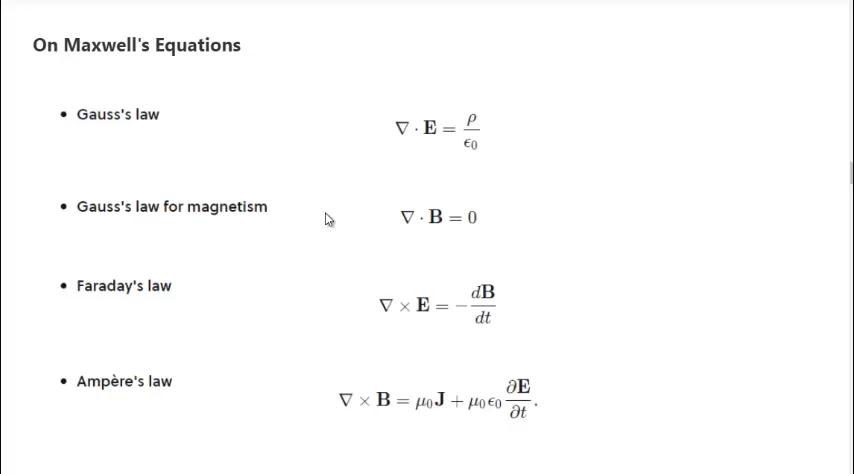 On Maxwell's Equations
• Gauss's law
∇ · E = ρ/ϵ₀
• Gauss's law for magnetism
∇ · B = 0
• Faraday's law
∇ × E = −dB/dt
• Ampère's law
∇ × B = μ₀J + μ₀ϵ₀ ∂E/∂t.